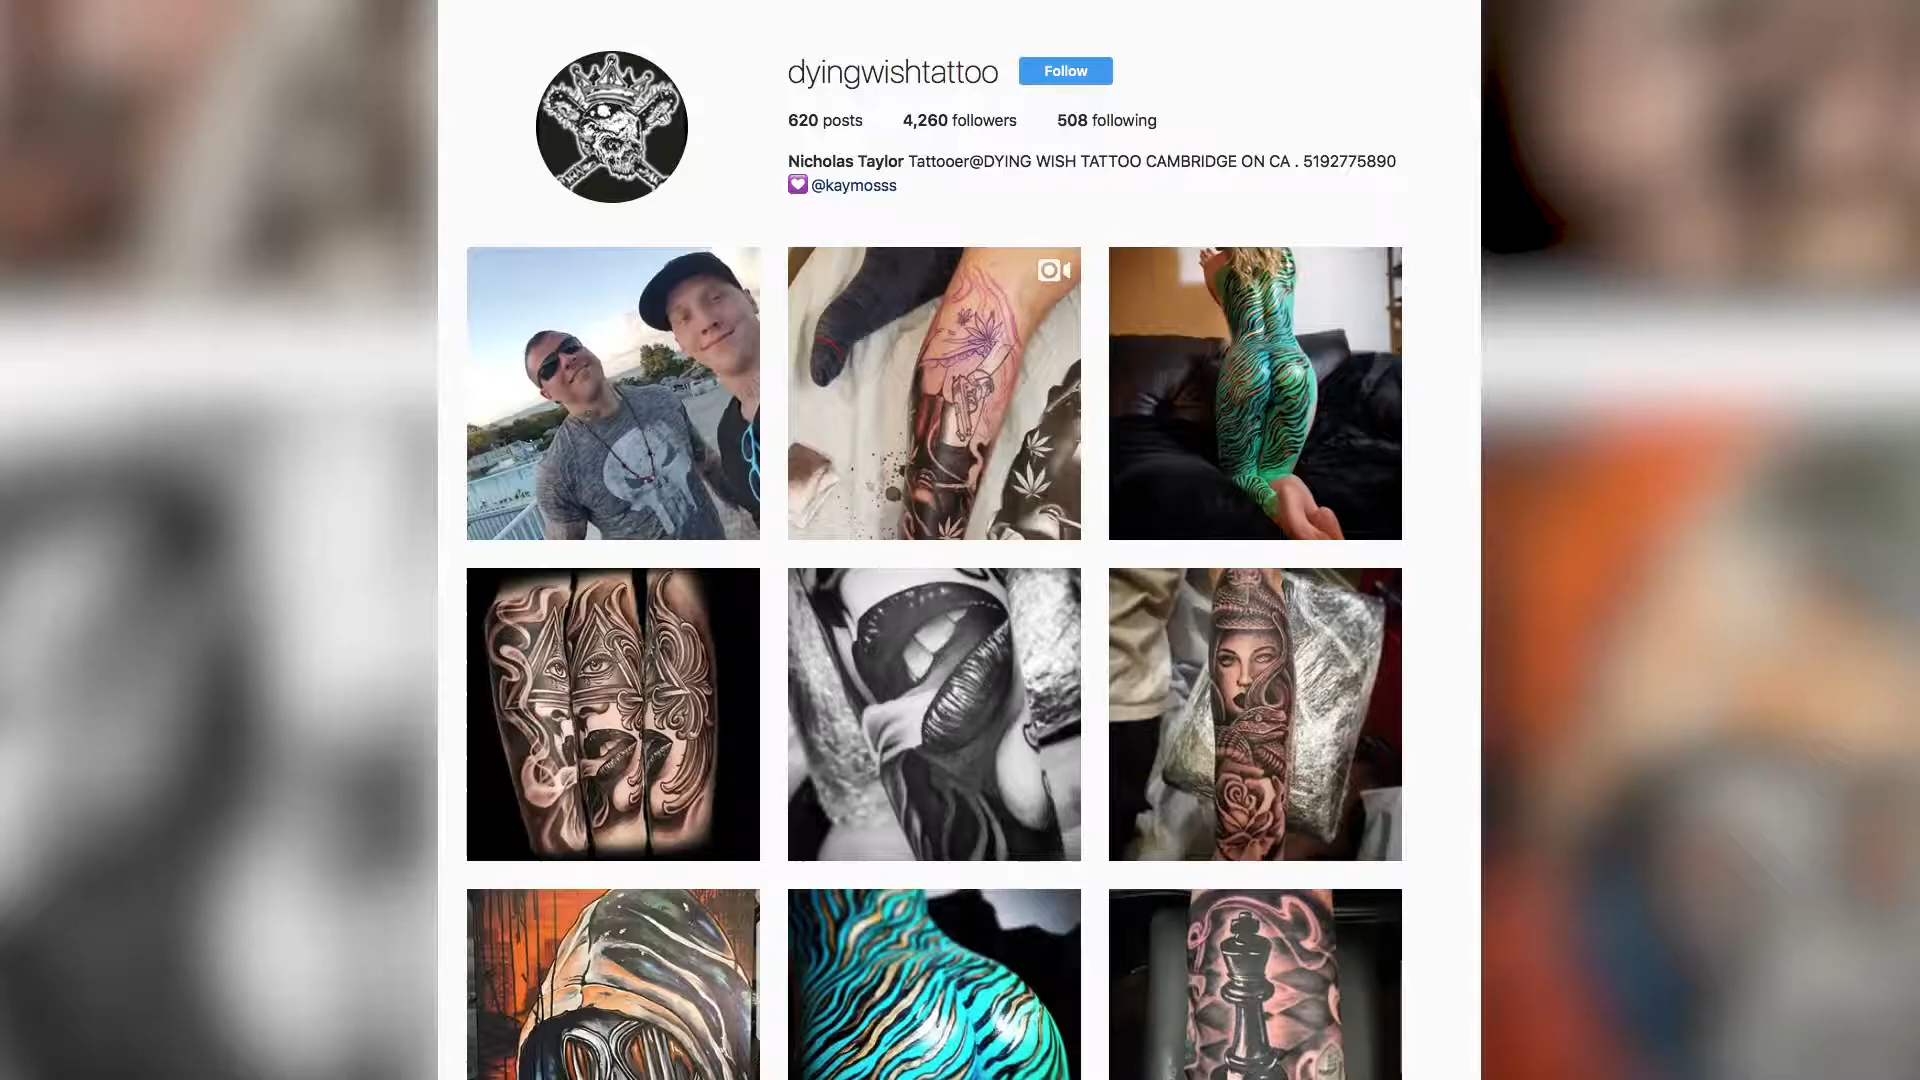 dyingwishtattoo Follow
620 posts 4,260 followers 508 following
Nicholas Taylor Tattooer@DYING WISH TATTOO CAMBRIDGE ON CA . 5192775890
💟 @kaymosss